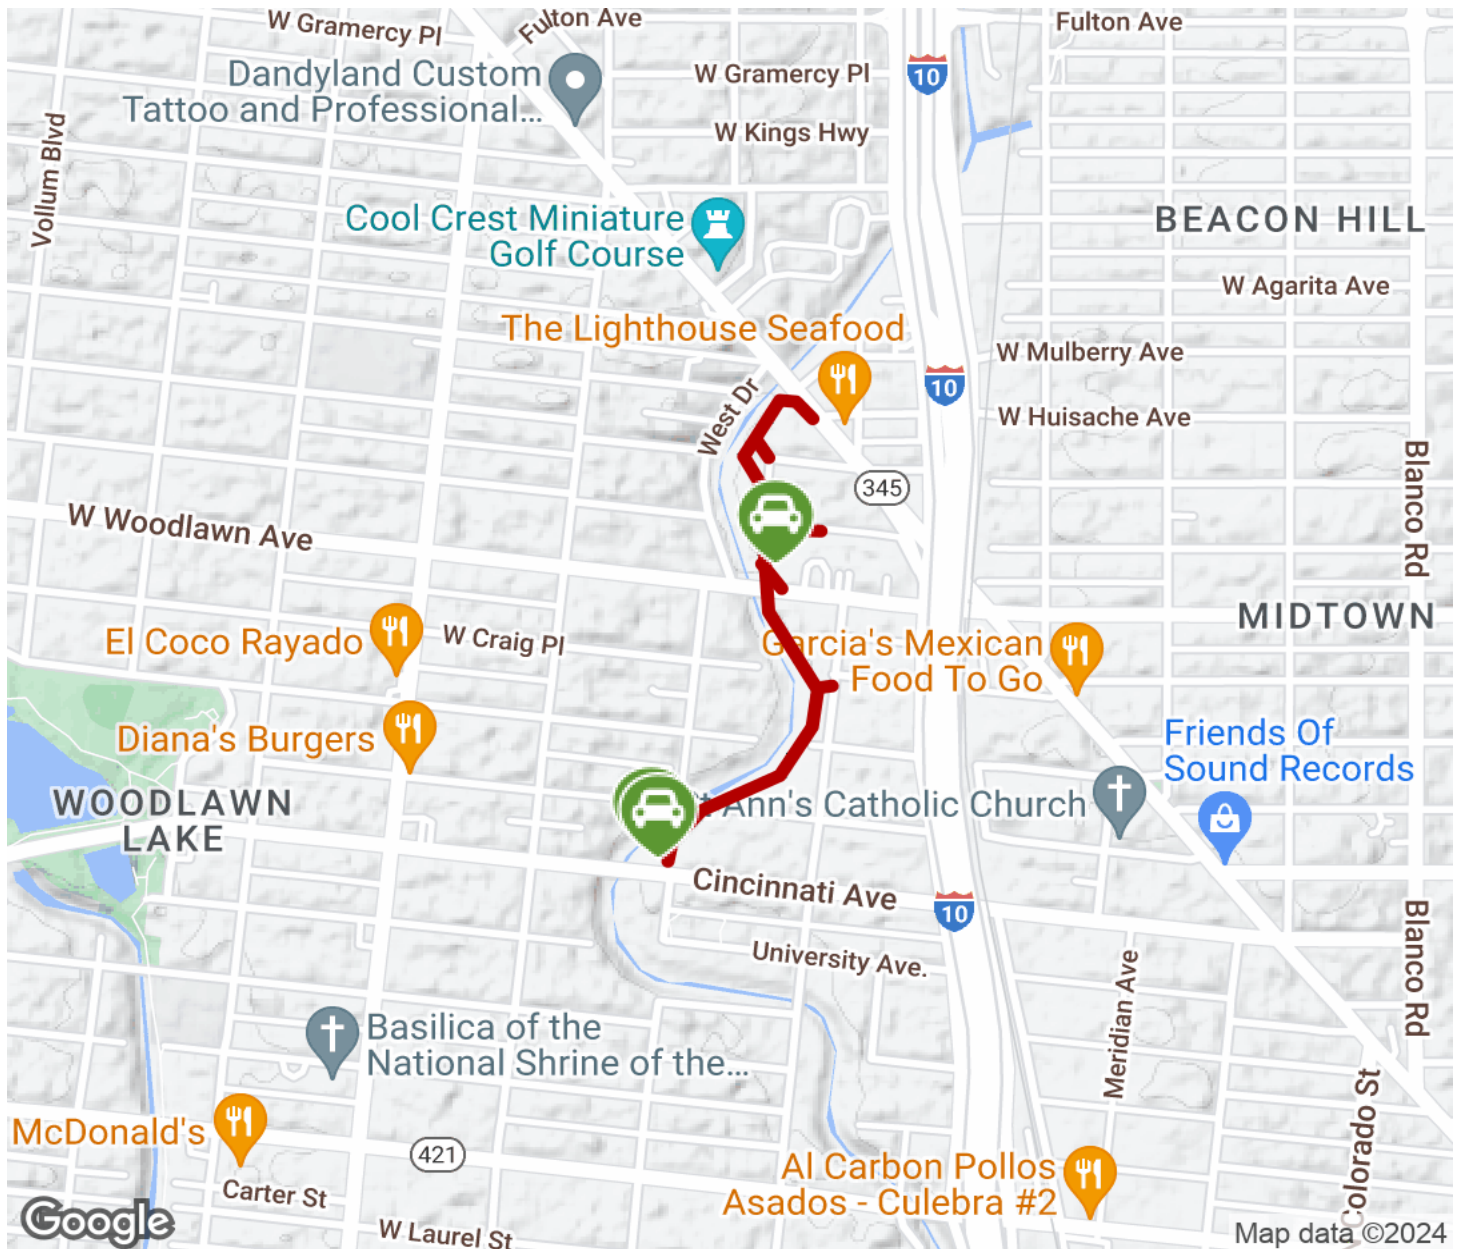 W Gramercy Pl
Fulton Ave
Fulton Ave
Dandyland Custom
Tattoo and Professional...
W Gramercy Pl
10
W Kings Hwy
Vollum Blvd
Cool Crest Miniature
Golf Course
BEACON HILL
W Agarita Ave
The Lighthouse Seafood
W Mulberry Ave
10
West Dr
W Huisache Ave
345
Blanco Rd
W Woodlawn Ave
MIDTOWN
El Coco Rayado
W Craig Pl
Garcia's Mexican
Food To Go
Diana's Burgers
Friends Of
Sound Records
WOODLAWN
LAKE
Ann's Catholic Church
Cincinnati Ave
10
Blanco Rd
University Ave.
Meridian Ave
Basilica of the
National Shrine of the...
McDonald's
421
Colorado St
Al Carbon Pollos
Asados - Culebra #2
Carter St
W Laurel St
Google
Map data ©2024